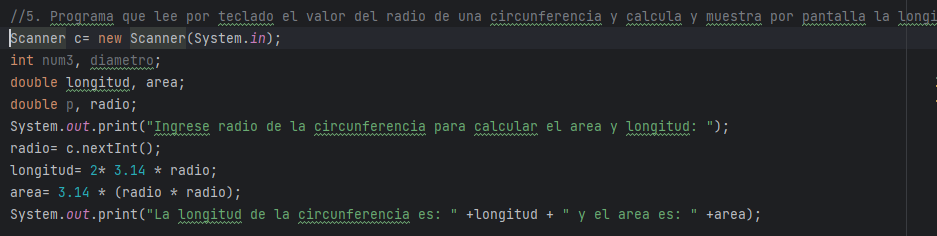 //5. Programa que lee por teclado el valor del radio de una circunferencia y calcula y muestra por pantalla la
Scanner c= new Scanner(System.in);
int num3, diametro;
double longitud, area;
double p, radio;
System.out.print("Ingrese radio de la circunferencia para calcular el area y longitud: ");
radio= c.nextInt();
longitud= 2* 3.14 * radio;
area= 3.14 * (radio * radio);
System.out.print("La longitud de la circunferencia es: " +longitud + " y el area es: " +area);